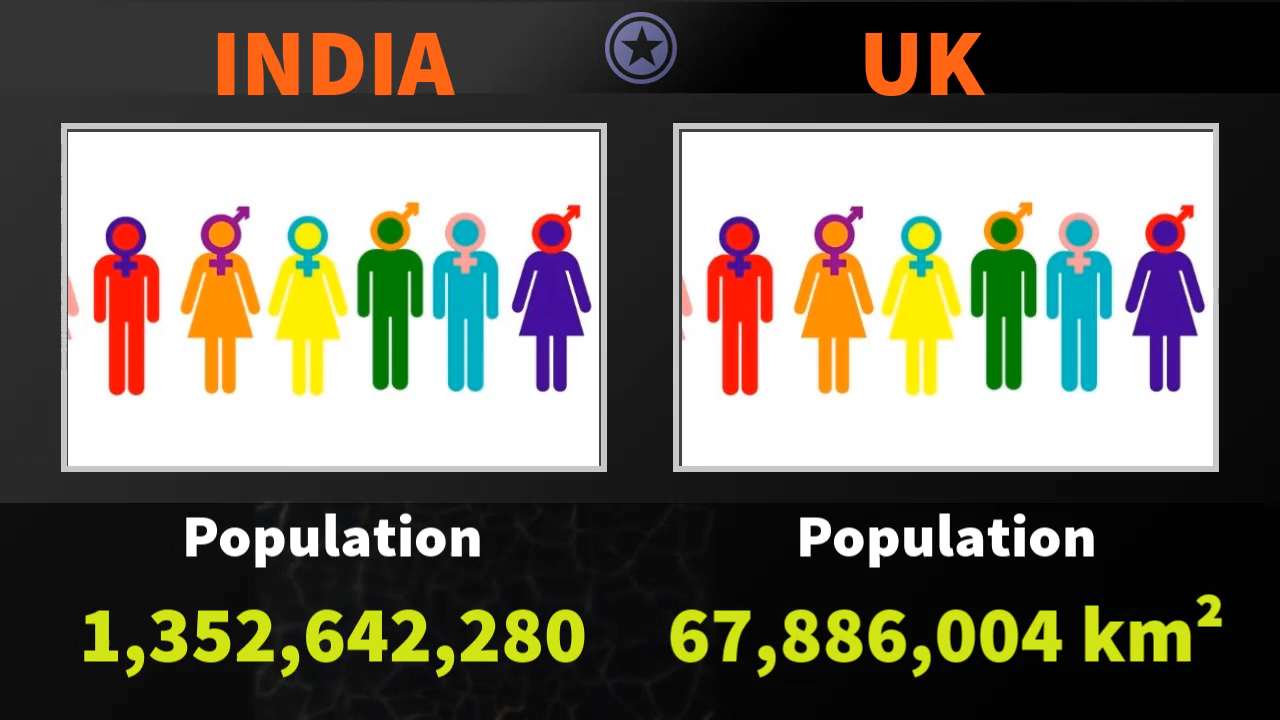 INDIA
UK
Population
Population
1,352,642,280
67,886,004 km²